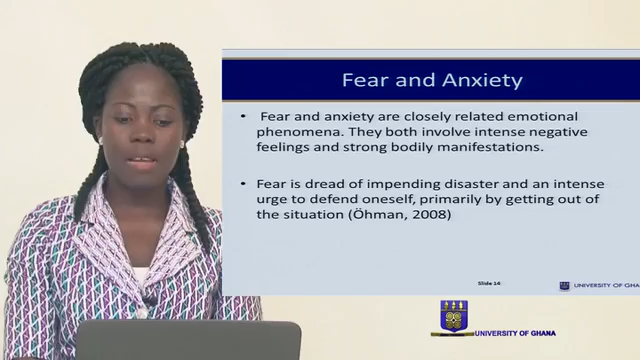 Fear and Anxiety
• Fear and anxiety are closely related emotional
phenomena. They both involve intense negative
feelings and strong bodily manifestations.
• Fear is dread of impending disaster and an intense
urge to defend oneself, primarily by getting out of
the situation (Öhman, 2008)
Slide 14
UNIVERSITY OF GHA
UNIVERSITY OF GHANA